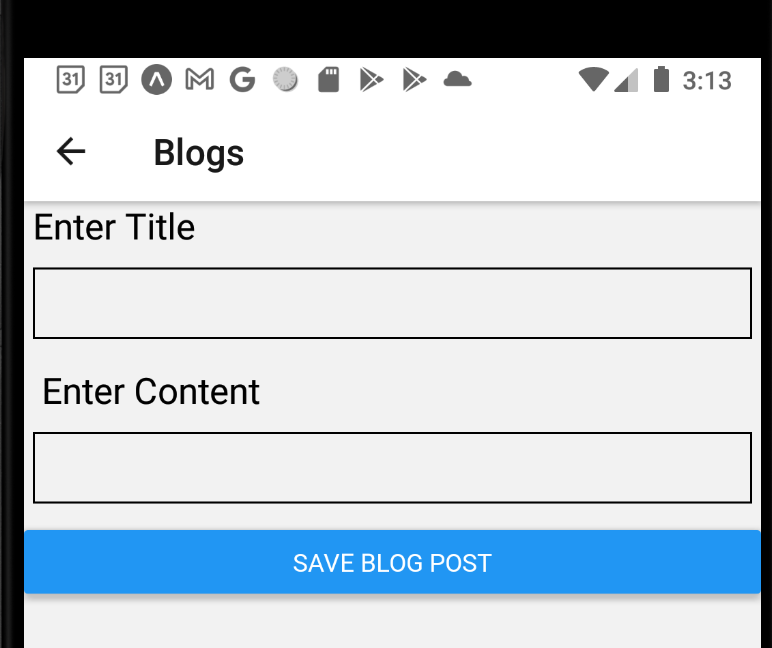 31 31 G 3:13
Blogs
Enter Title
Enter Content
SAVE BLOG POST